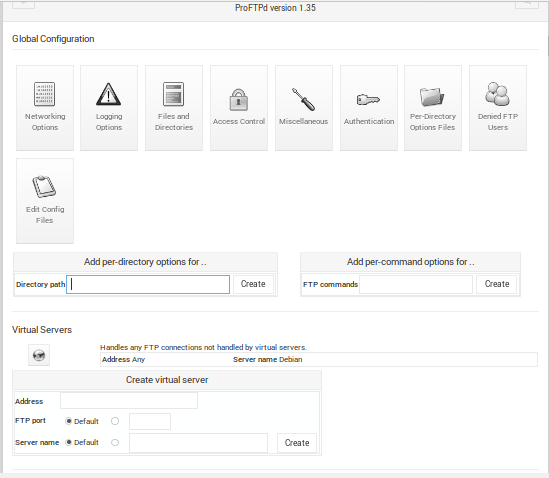 ProFTPd version 1.35
Global Configuration
Networking Options
Logging Options
Files and Directories
Access Control
Miscellaneous
Authentication
Per-Directory Options Files
Denied FTP Users
Edit Config Files
Add per-directory options for ..
Directory path
Create
Add per-command options for ..
FTP commands
Create
Virtual Servers
Handles any FTP connections not handled by virtual servers.
Address Any Server name Debian
Create virtual server
Address
FTP port Default
Server name Default Create